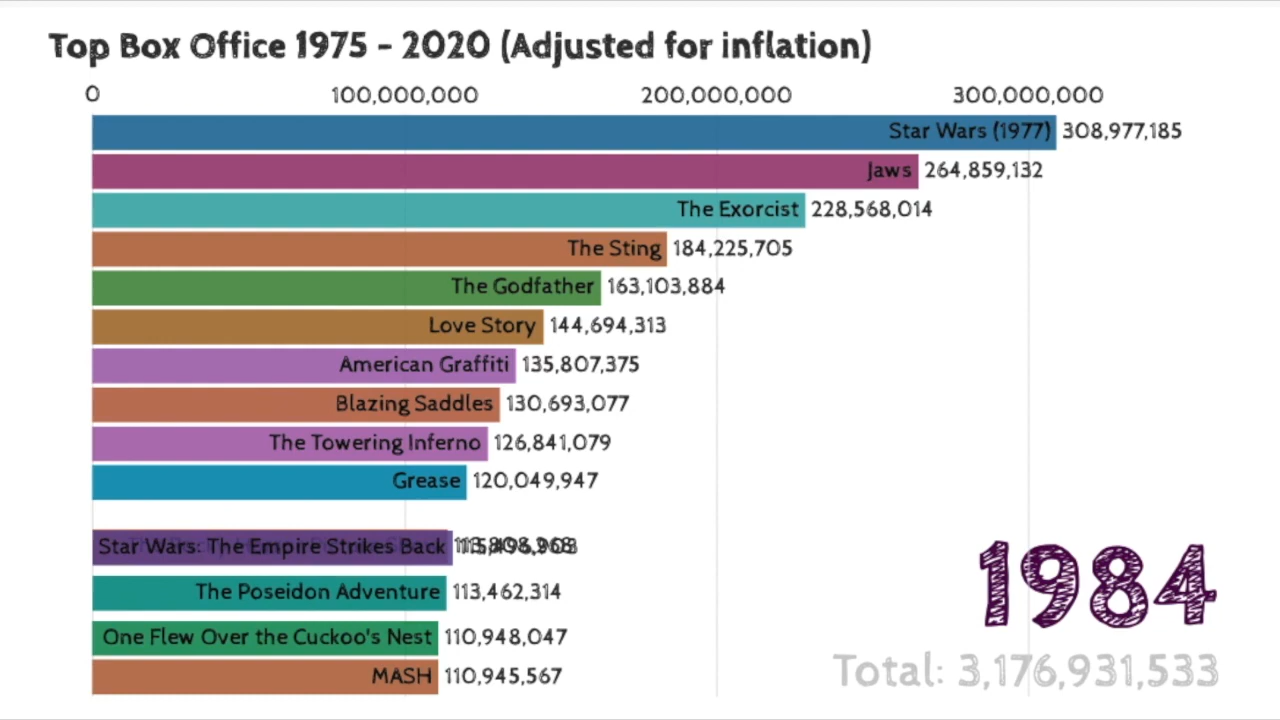 Top Box Office 1975 - 2020 (Adjusted for inflation)
0 100,000,000 200,000,000 300,000,000
Star Wars (1977) 308,977,185
Jaws 264,859,132
The Exorcist 228,568,014
The Sting 184,225,705
The Godfather 163,103,884
Love Story 144,694,313
American Graffiti 135,807,375
Blazing Saddles 130,693,077
The Towering Inferno 126,841,079
Grease 120,049,947
Star Wars: The Empire Strikes Back
The Poseidon Adventure 113,462,314
One Flew Over the Cuckoo's Nest 110,948,047
MASH 110,945,567
1984
Total: 3,176,931,533